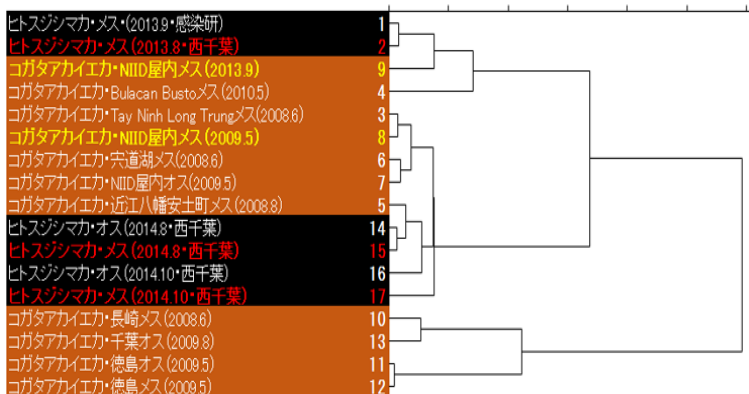 ヒトスジシマカ・メス・(2013.9・感染研) 1
ヒトスジシマカ・メス(2013.8・西千葉) 2
コガタアカイエカ・NIID屋内メス(2013.9) 9
コガタアカイエカ・Bulacan Bustoメス(2010.5) 4
コガタアカイエカ・Tay Ninh Long Trungメス(2008.6) 3
コガタアカイエカ・NIID屋内メス(2009.5) 8
コガタアカイエカ・宍道湖メス(2008.6) 6
コガタアカイエカ・NIID屋内オス(2009.5) 7
コガタアカイエカ・近江八幡安土町メス(2008.8) 5
ヒトスジシマカ・オス(2014.8・西千葉) 14
ヒトスジシマカ・メス(2014.8・西千葉) 15
ヒトスジシマカ・オス(2014.10・西千葉) 16
ヒトスジシマカ・メス(2014.10・西千葉) 17
コガタアカイエカ・長崎メス(2008.6) 10
コガタアカイエカ・千葉オス(2009.8) 13
コガタアカイエカ・徳島オス(2009.5) 11
コガタアカイエカ・徳島メス(2009.5) 12